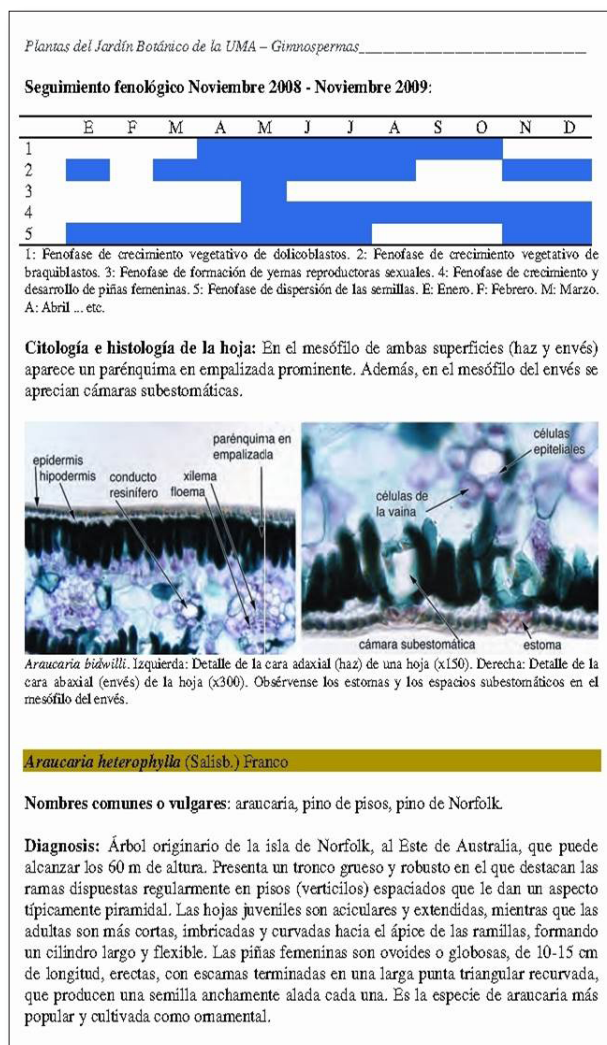 Plantas del Jardín Botánico de la UMA – Gimnospermas
Seguimiento fenológico Noviembre 2008 - Noviembre 2009:
E F M A M J J A S O N D
1
2
3
4
5
1: Fenofase de crecimiento vegetativo de dolicoblastos. 2: Fenofase de crecimiento vegetativo de
braquiblastos. 3: Fenofase de formación de yemas reproductoras sexuales. 4: Fenofase de crecimiento y
desarrollo de piñas femeninas. 5: Fenofase de dispersión de las semillas. E: Enero. F: Febrero. M: Marzo.
A: Abril ... etc.
Citología e histología de la hoja: En el mesófilo de ambas superficies (haz y envés)
aparece un parénquima en empalizada prominente. Además, en el mesófilo del envés se
aprecian cámaras subestomáticas.
epidermis
hipodermis
conducto
resinífero
xilema
floema
parénquima en
empalizada
células
epiteliales
células de
la vaina
cámara subestomática
estoma
Araucaria bidwilli. Izquierda: Detalle de la cara adaxial (haz) de una hoja (x150). Derecha: Detalle de la
cara abaxial (envés) de la hoja (x300). Obsérvense los estomas y los espacios subestomáticos en el
mesófilo del envés.
Araucaria heterophylla (Salisb.) Franco
Nombres comunes o vulgares: araucaria, pino de pisos, pino de Norfolk.
Diagnosis: Árbol originario de la isla de Norfolk, al Este de Australia, que puede
alcanzar los 60 m de altura. Presenta un tronco grueso y robusto en el que destacan las
ramas dispuestas regularmente en pisos (verticilos) espaciados que le dan un aspecto
típicamente piramidal. Las hojas juveniles son aciculares y extendidas, mientras que las
adultas son más cortas, imbricadas y curvadas hacia el ápice de las ramillas, formando
un cilindro largo y flexible. Las piñas femeninas son ovoides o globosas, de 10-15 cm
de longitud, erectas, con escamas terminadas en una larga punta triangular recurvada,
que producen una semilla anchamente alada cada una. Es la especie de araucaria más
popular y cultivada como ornamental.